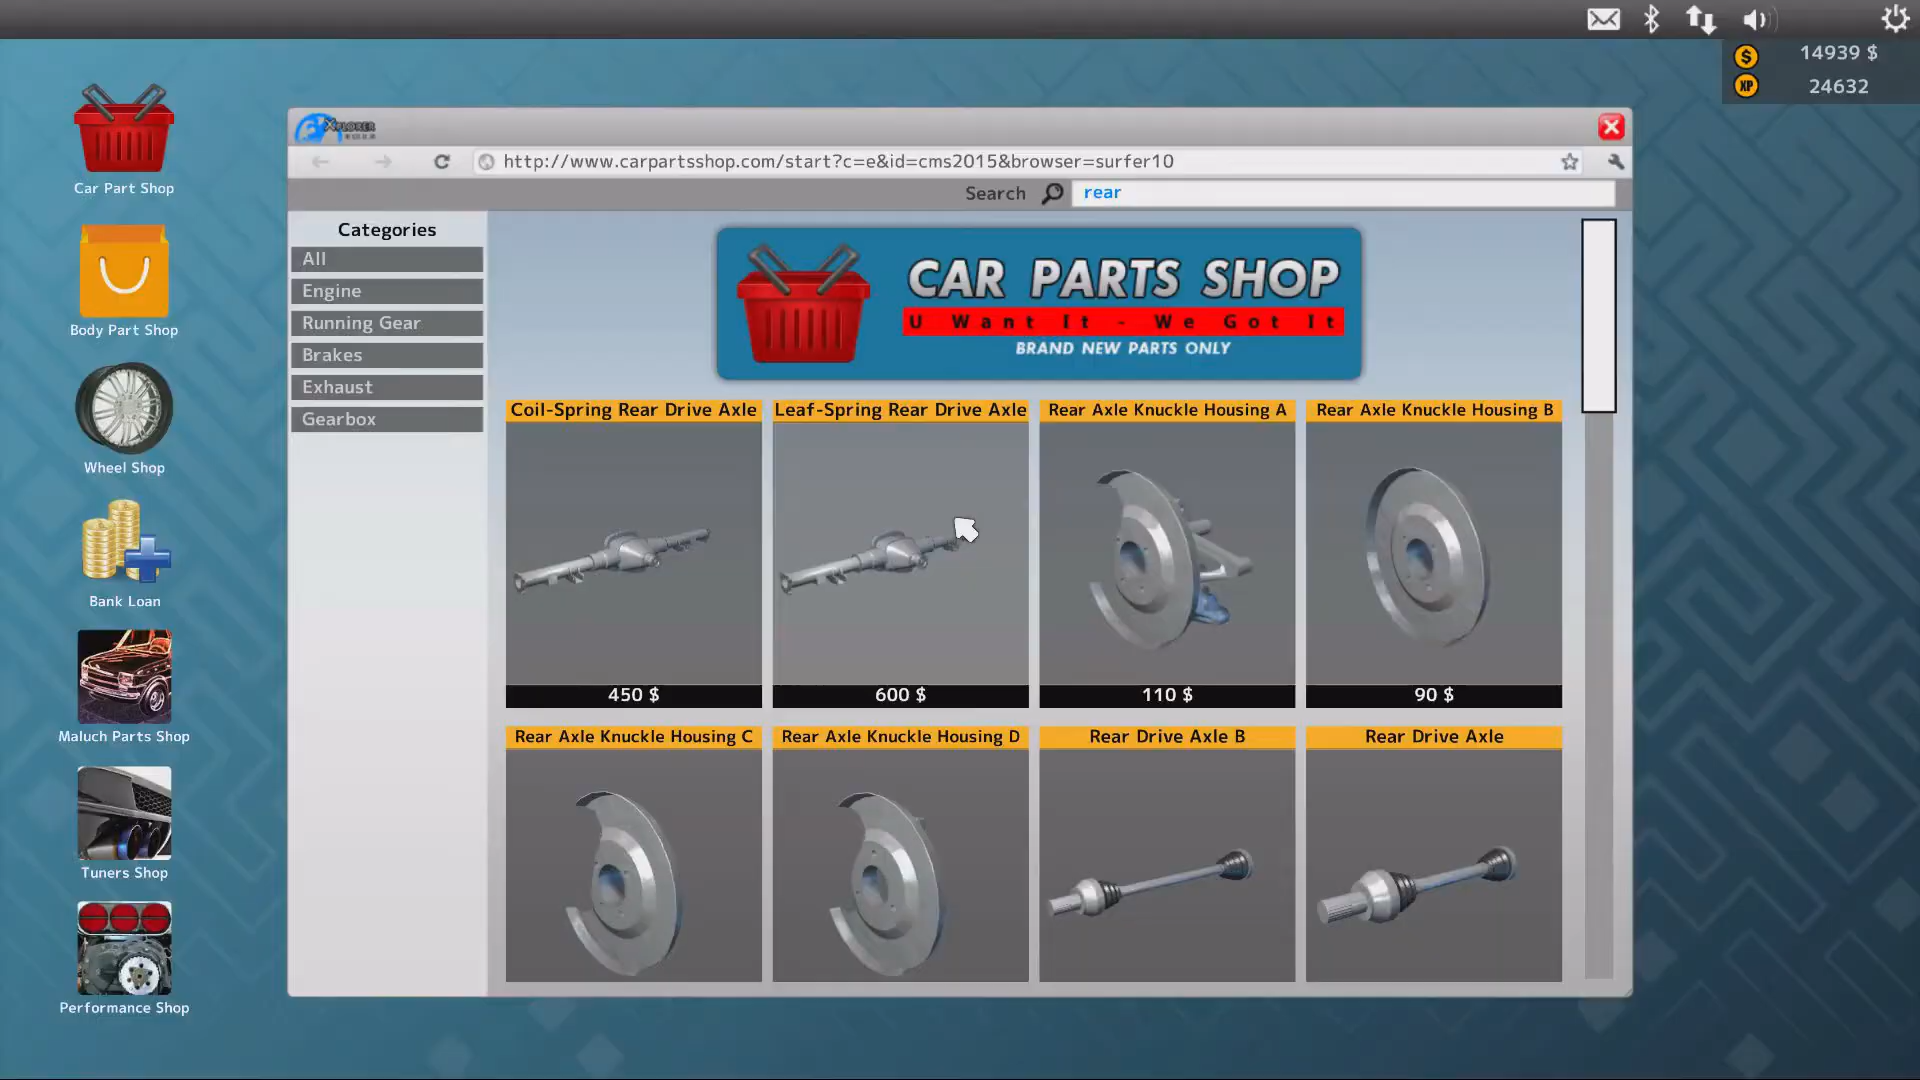 14939 $
XP
24632
Car Part Shop
Body Part Shop
Wheel Shop
Bank Loan
Maluch Parts Shop
Tuners Shop
Performance Shop
http://www.carpartsshop.com/start?c=e&id=cms2015&browser=surfer10
Search
rear
Categories
All
Engine
Running Gear
Brakes
Exhaust
Gearbox
CAR PARTS SHOP
U Want It - We Got It
BRAND NEW PARTS ONLY
Coil-Spring Rear Drive Axle
450 $
Leaf-Spring Rear Drive Axle
600 $
Rear Axle Knuckle Housing A
110 $
Rear Axle Knuckle Housing B
90 $
Rear Axle Knuckle Housing C
Rear Axle Knuckle Housing D
Rear Drive Axle B
Rear Drive Axle